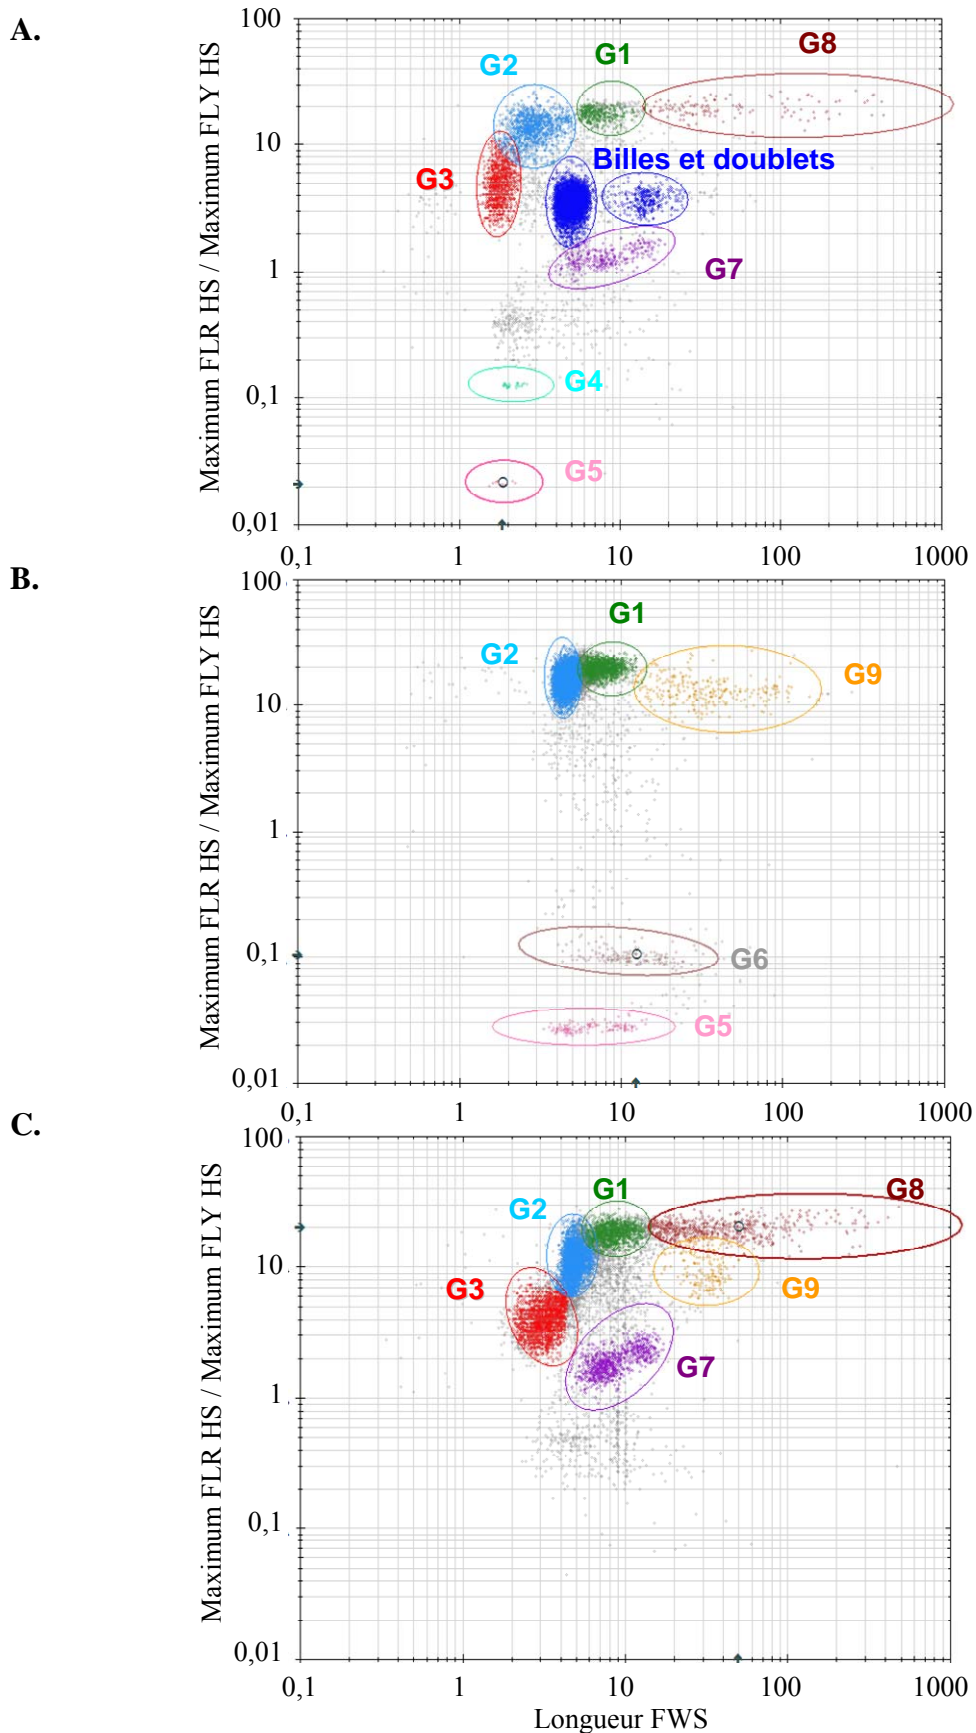 A.
Maximum FLR HS / Maximum FLY HS
100
10
1
0,1
0,01
G8
G1
G2
Billes et doublets
G3
G7
G4
G5
0,1 1 10 100 1000
B.
Maximum FLR HS / Maximum FLY HS
100
10
1
0,1
0,01
G1
G2
G9
G6
G5
0,1 1 10 100 1000
C.
Maximum FLR HS / Maximum FLY HS
100
10
1
0,1
0,01
G8
G1
G2
G3
G9
G7
0,1 1 10 100 1000
Longueur FWS